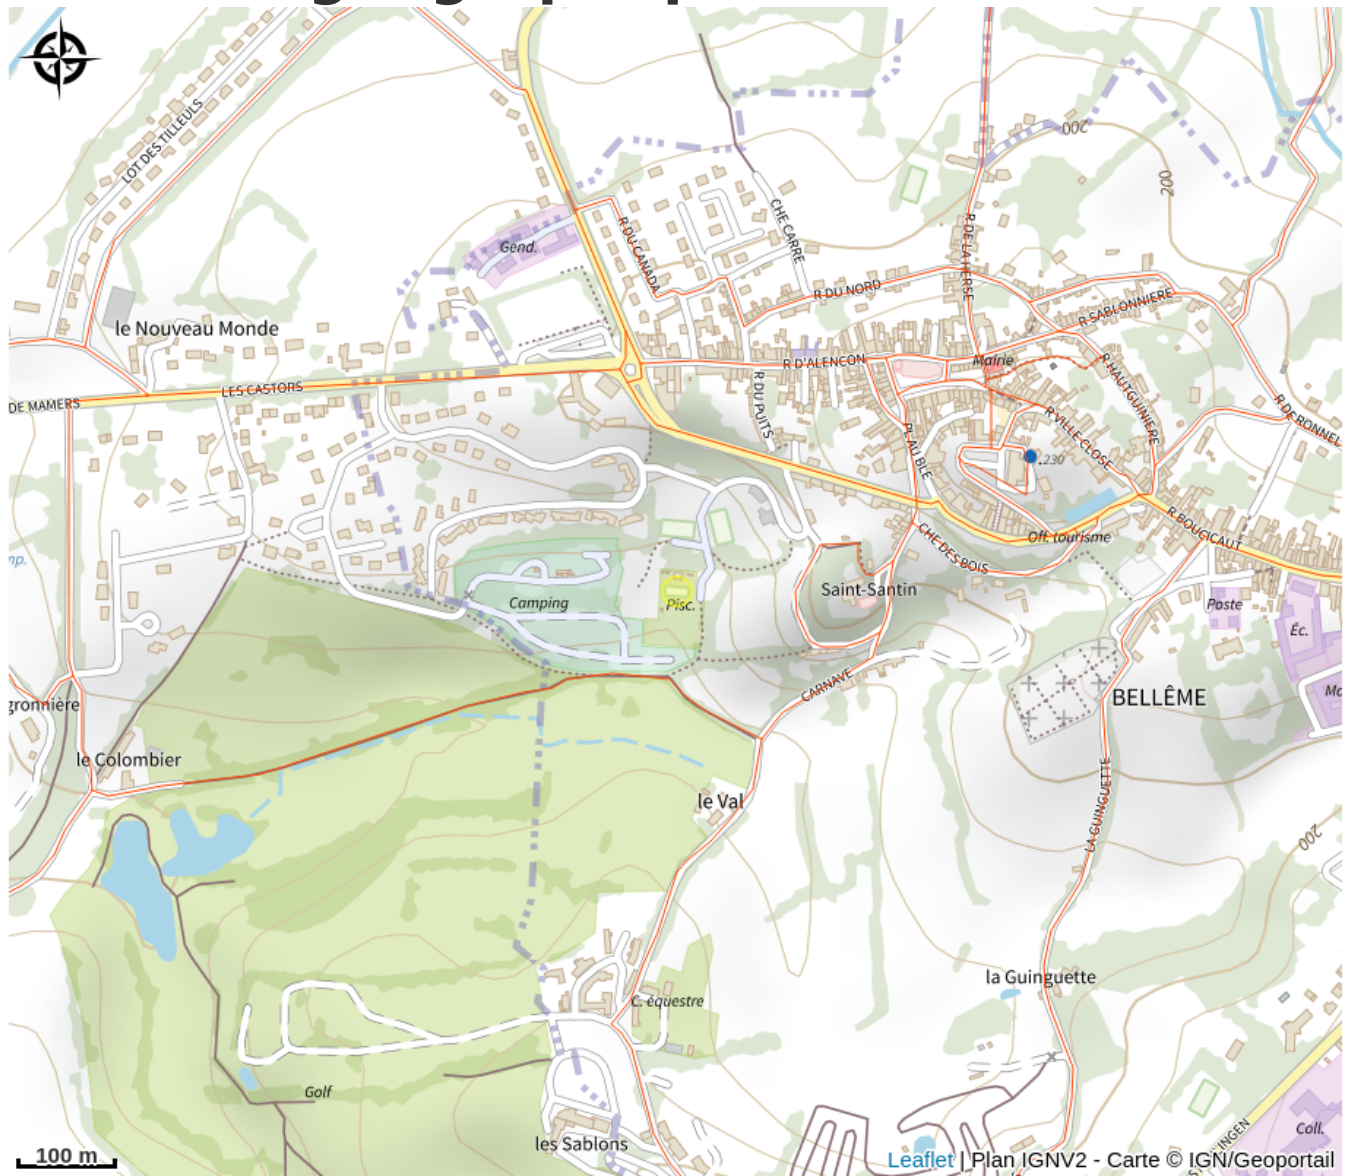 LOT DES TILLEULS
200
200
Gend.
R DU CANADA
CHE CARRE
R DE LA HERSE
R DU NORD
R SABLONNIERE
le Nouveau Monde
R D'ALENCON
Mairie
R HAUTGUINIERE
DE MAMERS
LES CASTORS
R DU PUITS
PL AU BLE
R VILLE CLOSE
230
R BOUCICAUT
CHE DES BOIS
Off. tourisme
Camping
Pisc.
Saint-Santin
Poste
Éc.
CARNAVE
BELLÊME
gronnière
le Colombier
le Val
LA GUINGUETTE
200
la Guinguette
C. équestre
Golf
les Sablons
Coll.
100 m
Leaflet | Plan IGNV2 - Carte © IGN/Geoportail